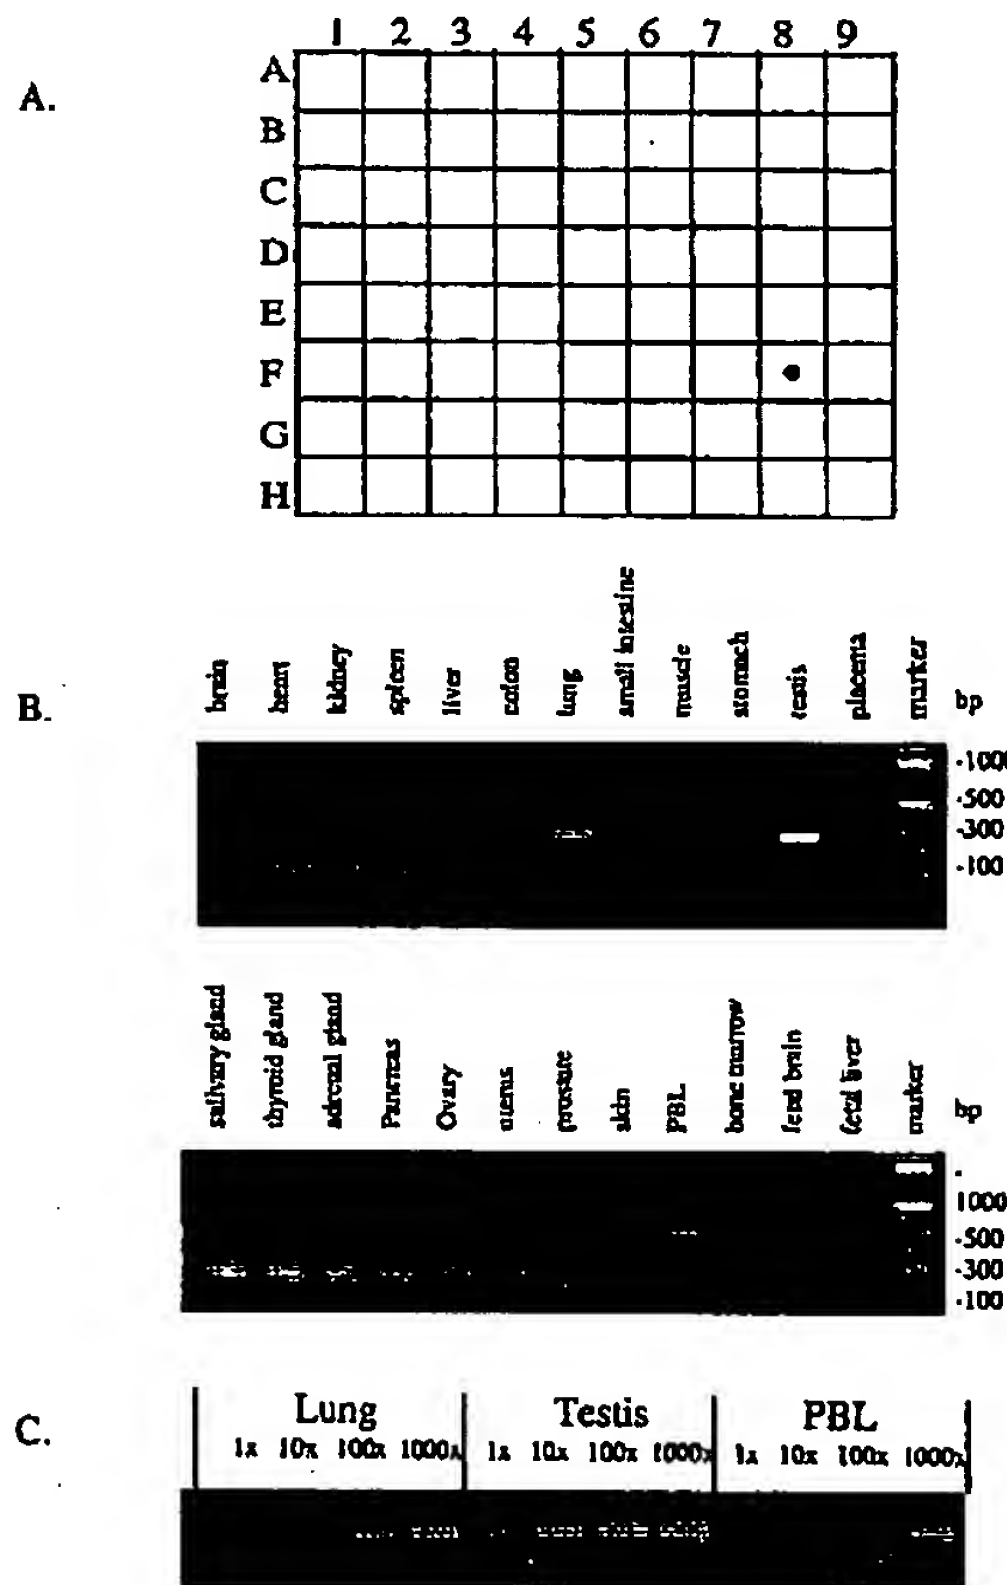 A.
1 2 3 4 5 6 7 8 9
A
B
C
D
E
F
G
H
B.
brain heart kidney spleen liver colon lung small intestine muscle stomach testis placenta marker bp
-1000
-500
-300
-100
salivary gland thyroid gland adrenal gland Pancreas Ovary uterus prostate skin PBL bone marrow fetal brain fetal liver marker bp
1000
-500
-300
-100
C.
Lung Testis PBL
1x 10x 100x 1000x 1x 10x 100x 1000x 1x 10x 100x 1000x